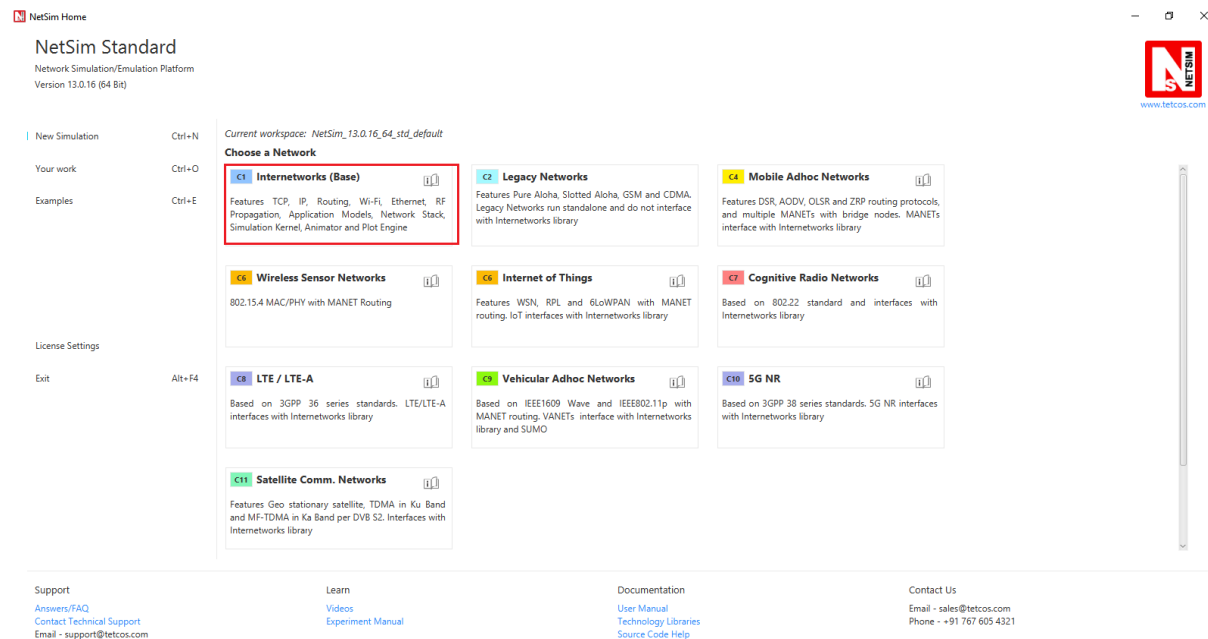 NetSim Home
NetSim Standard
Network Simulation/Emulation Platform
Version 13.0.16 (64 Bit)
NETSIM
www.tetcos.com
New Simulation Ctrl+N
Your work Ctrl+O
Examples Ctrl+E
License Settings
Exit Alt+F4
Current workspace: NetSim_13.0.16_64_std_default
Choose a Network
C1 Internetworks (Base)
Features TCP, IP, Routing, Wi-Fi, Ethernet, RF
Propagation, Application Models, Network Stack,
Simulation Kernel, Animator and Plot Engine
C2 Legacy Networks
Features Pure Aloha, Slotted Aloha, GSM and CDMA.
Legacy Networks run standalone and do not interface
with Internetworks library
C4 Mobile Adhoc Networks
Features DSR, AODV, OLSR and ZRP routing protocols,
and multiple MANETs with bridge nodes. MANETs
interface with Internetworks library
C6 Wireless Sensor Networks
802.15.4 MAC/PHY with MANET Routing
C6 Internet of Things
Features WSN, RPL and 6LoWPAN with MANET
routing. IoT interfaces with Internetworks library
C7 Cognitive Radio Networks
Based on 802.22 standard and interfaces with
Internetworks library
C8 LTE / LTE-A
Based on 3GPP 36 series standards. LTE/LTE-A
interfaces with Internetworks library
C9 Vehicular Adhoc Networks
Based on IEEE1609 Wave and IEEE802.11p with
MANET routing. VANETs interface with Internetworks
library and SUMO
C10 5G NR
Based on 3GPP 38 series standards. 5G NR interfaces
with Internetworks library
C11 Satellite Comm. Networks
Features Geo stationary satellite, TDMA in Ku Band
and MF-TDMA in Ka Band per DVB S2. Interfaces with
Internetworks library
Support
Answers/FAQ
Contact Technical Support
Email - support@tetcos.com
Learn
Videos
Experiment Manual
Documentation
User Manual
Technology Libraries
Source Code Help
Contact Us
Email - sales@tetcos.com
Phone - +91 767 605 4321